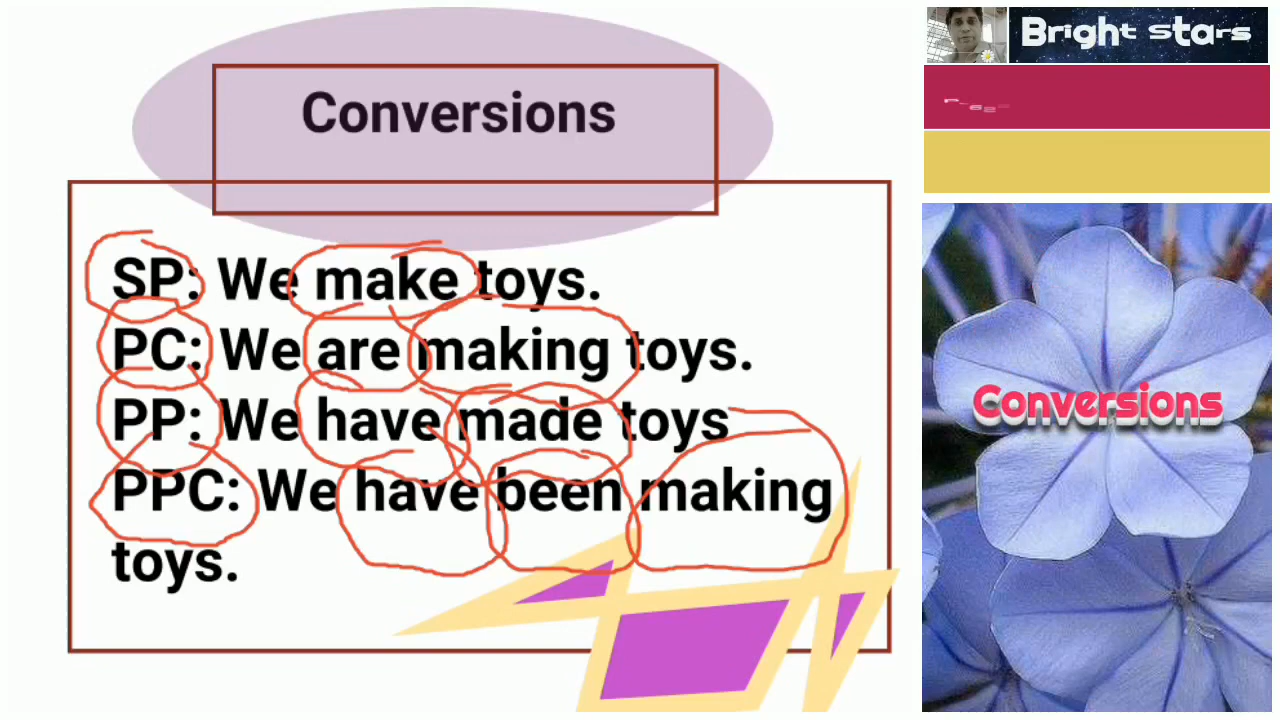 Conversions
SP: We make toys.
PC: We are making toys.
PP: We have made toys
PPC: We have been making
toys.
Bright stars
Conversions